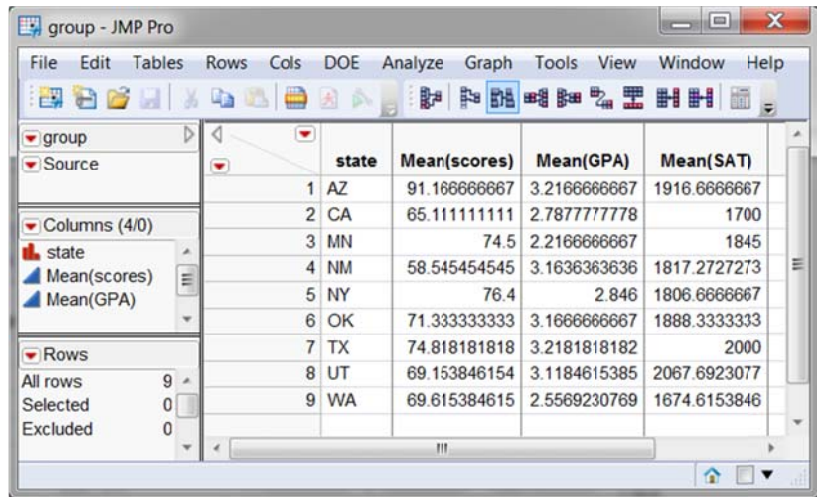 group - JMP Pro
File Edit Tables Rows Cols DOE Analyze Graph Tools View Window Help
group
Source
Columns (4/0)
state
Mean(scores)
Mean(GPA)
Rows
All rows 9
Selected 0
Excluded 0
state Mean(scores) Mean(GPA) Mean(SAT)
1 AZ 91.166666667 3.2166666667 1916.6666667
2 CA 65.111111111 2.7877777778 1700
3 MN 74.5 2.2166666667 1845
4 NM 58.545454545 3.1636363636 1817.2727273
5 NY 76.4 2.846 1806.6666667
6 OK 71.333333333 3.1666666667 1888.3333333
7 TX 74.818181818 3.2181818182 2000
8 UT 69.153846154 3.1184615385 2067.6923077
9 WA 69.615384615 2.5569230769 1674.6153846